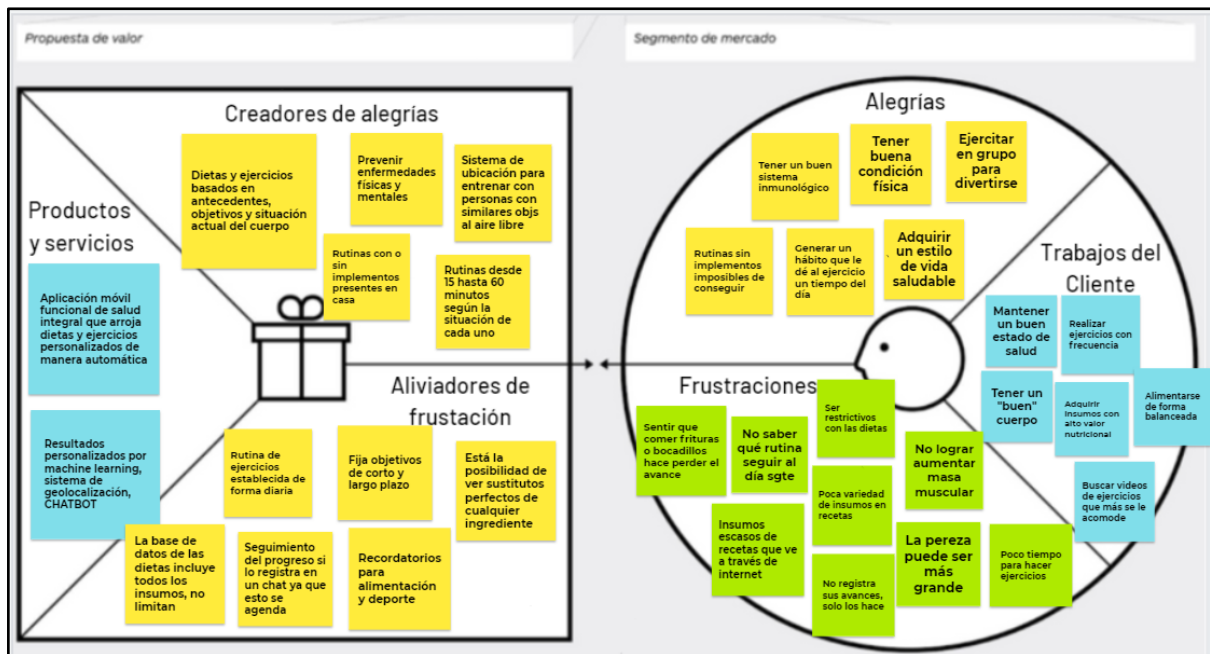 Propuesta de valor
Creadores de alegrías
Dietas y ejercicios
basados en
antecedentes,
objetivos y situación
actual del cuerpo
Prevenir
enfermedades
físicas y
mentales
Sistema de
ubicación para
entrenar con
personas con
similares objs
al aire libre
Rutinas con o
sin
implementos
presentes en
casa
Rutinas desde
15 hasta 60
minutos
según la
situación de
cada uno
Productos
y servicios
Aplicación móvil
funcional de salud
integral que arroja
dietas y ejercicios
personalizados de
manera automática
Resultados
personalizados por
machine learning,
sistema de
geolocalización,
CHATBOT
Aliviadores de
frustación
Rutina de
ejercicios
establecida de
forma diaria
Fija objetivos
de corto y
largo plazo
Está la
posibilidad de
ver sustitutos
perfectos de
cualquier
ingrediente
La base de
datos de las
dietas incluye
todos los
insumos, no
limitan
Seguimiento
del progreso si
lo registra en
un chat ya que
esto se
agenda
Recordatorios
para
alimentación
y deporte
Segmento de mercado
Alegrías
Tener un buen
sistema
inmunológico
Tener
buena
condición
física
Ejercitar
en grupo
para
divertirse
Rutinas sin
implementos
imposibles de
conseguir
Generar un
hábito que le
dé al ejercicio
un tiempo del
día
Adquirir
un estilo
de vida
saludable
Trabajos del
Cliente
Mantener
un buen
estado de
salud
Realizar
ejercicios con
frecuencia
Tener un
"buen"
cuerpo
Adquirir
insumos con
alto valor
nutricional
Alimentarse
de forma
balanceada
Buscar videos
de ejercicios
que más se le
acomode
Frustraciones
Sentir que
comer frituras
o bocadillos
hace perder el
avance
No saber
qué rutina
seguir al
día sgte
Ser
restrictivos
con las dietas
Poca variedad
de insumos en
recetas
No lograr
aumentar
masa
muscular
Insumos
escasos de
recetas que ve
a través de
internet
No registra
sus avances,
solo los hace
La pereza
puede ser
más
grande
Poco tiempo
para hacer
ejercicios